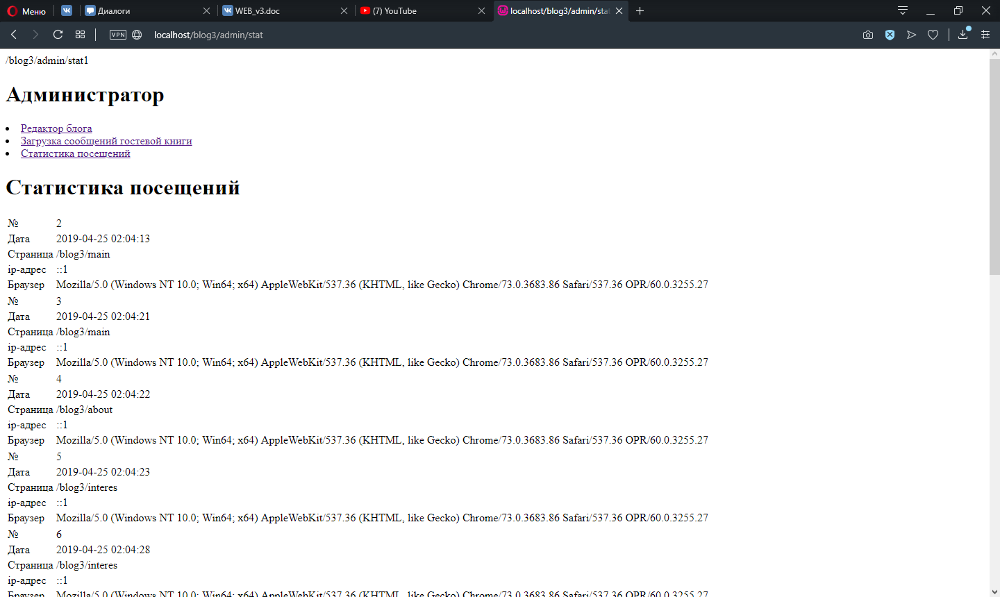 Меню
Диалоги
WEB_v3.doc
(7) YouTube
localhost/blog3/admin/stat
VPN
localhost/blog3/admin/stat
/blog3/admin/stat1
Администратор
Редактор блога
Загрузка сообщений гостевой книги
Статистика посещений
Статистика посещений
№ 2
Дата 2019-04-25 02:04:13
Страница /blog3/main
ip-адрес ::1
Браузер Mozilla/5.0 (Windows NT 10.0; Win64; x64) AppleWebKit/537.36 (KHTML, like Gecko) Chrome/73.0.3683.86 Safari/537.36 OPR/60.0.3255.27
№ 3
Дата 2019-04-25 02:04:21
Страница /blog3/main
ip-адрес ::1
Браузер Mozilla/5.0 (Windows NT 10.0; Win64; x64) AppleWebKit/537.36 (KHTML, like Gecko) Chrome/73.0.3683.86 Safari/537.36 OPR/60.0.3255.27
№ 4
Дата 2019-04-25 02:04:22
Страница /blog3/about
ip-адрес ::1
Браузер Mozilla/5.0 (Windows NT 10.0; Win64; x64) AppleWebKit/537.36 (KHTML, like Gecko) Chrome/73.0.3683.86 Safari/537.36 OPR/60.0.3255.27
№ 5
Дата 2019-04-25 02:04:23
Страница /blog3/interes
ip-адрес ::1
Браузер Mozilla/5.0 (Windows NT 10.0; Win64; x64) AppleWebKit/537.36 (KHTML, like Gecko) Chrome/73.0.3683.86 Safari/537.36 OPR/60.0.3255.27
№ 6
Дата 2019-04-25 02:04:28
Страница /blog3/interes
ip-адрес ::1
Браузер Mozilla/5.0 (Windows NT 10.0; Win64; x64) AppleWebKit/537.36 (KHTML, like Gecko) Chrome/73.0.3683.86 Safari/537.36 OPR/60.0.3255.27